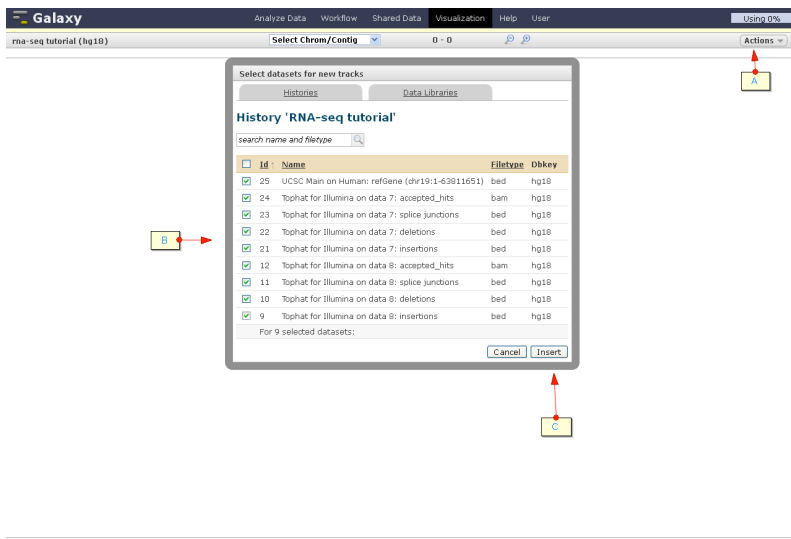 Galaxy Analyze Data Workflow Shared Data Visualization Help User Using 0%
rna-seq tutorial (hg18) Select Chrom/Contig 0 - 0 Actions
A
Select datasets for new tracks
Histories Data Libraries
History 'RNA-seq tutorial'
search name and filetype
Id ↑ Name Filetype Dbkey
25 UCSC Main on Human: refGene (chr19:1-63811651) bed hg18
24 Tophat for Illumina on data 7: accepted_hits bam hg18
23 Tophat for Illumina on data 7: splice junctions bed hg18
22 Tophat for Illumina on data 7: deletions bed hg18
B
21 Tophat for Illumina on data 7: insertions bed hg18
12 Tophat for Illumina on data 8: accepted_hits bam hg18
11 Tophat for Illumina on data 8: splice junctions bed hg18
10 Tophat for Illumina on data 8: deletions bed hg18
9 Tophat for Illumina on data 8: insertions bed hg18
For 9 selected datasets:
Cancel Insert
C